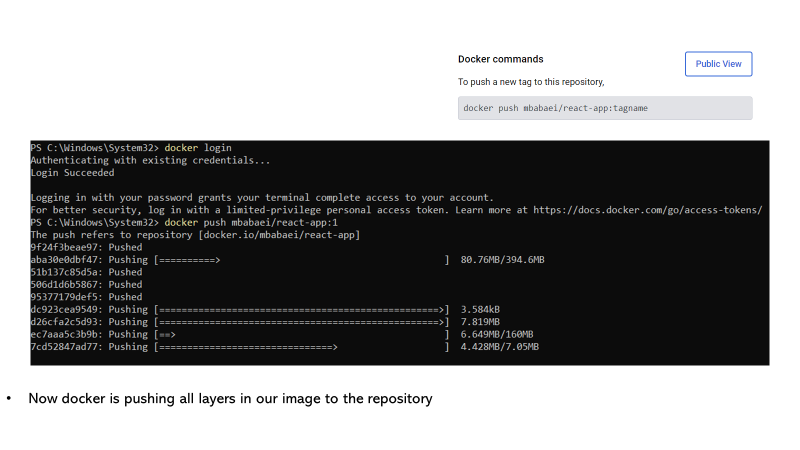 Docker commands
Public View
To push a new tag to this repository,
docker push mbabaei/react-app:tagname
PS C:\Windows\System32> docker login
Authenticating with existing credentials...
Login Succeeded
Logging in with your password grants your terminal complete access to your account.
For better security, log in with a limited-privilege personal access token. Learn more at https://docs.docker.com/go/access-tokens/
PS C:\Windows\System32> docker push mbabaei/react-app:1
The push refers to repository [docker.io/mbabaei/react-app]
9f24f3beae97: Pushed
aba30e0dbf47: Pushing [==========>                                        ]  80.76MB/394.6MB
51b137c85d5a: Pushed
506d1d6b5867: Pushed
95377179def5: Pushed
dc923cea9549: Pushing [==================================================>]  3.584kB
d26cfa2c5d93: Pushing [==================================================>]  7.819MB
ec7aaa5c3b9b: Pushing [==>                                                ]  6.649MB/160MB
7cd52847ad77: Pushing [===============================>                   ]  4.428MB/7.05MB
• Now docker is pushing all layers in our image to the repository